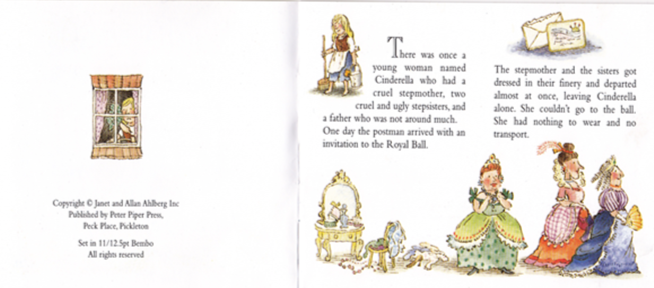 Copyright © Janet and Allan Ahlberg Inc
Published by Peter Piper Press,
Peck Place, Pickleton
Set in 11/12.5pt Bembo
All rights reserved
There was once a
young woman named
Cinderella who had a
cruel stepmother, two
cruel and ugly stepsisters, and
a father who was not around much.
One day the postman arrived with an
invitation to the Royal Ball.
The stepmother and the sisters got
dressed in their finery and departed
almost at once, leaving Cinderella
alone. She couldn't go to the ball.
She had nothing to wear and no
transport.